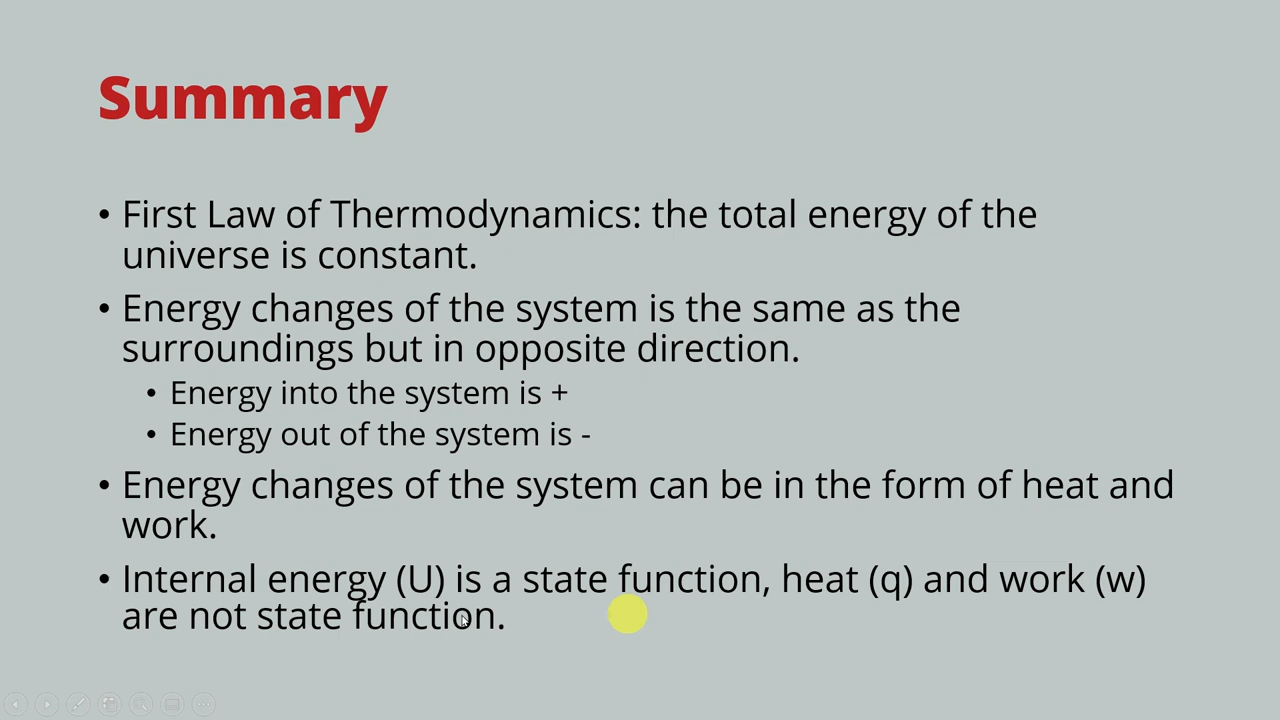 Summary
• First Law of Thermodynamics: the total energy of the
universe is constant.
• Energy changes of the system is the same as the
surroundings but in opposite direction.
• Energy into the system is +
• Energy out of the system is -
• Energy changes of the system can be in the form of heat and
work.
• Internal energy (U) is a state function, heat (q) and work (w)
are not state function.